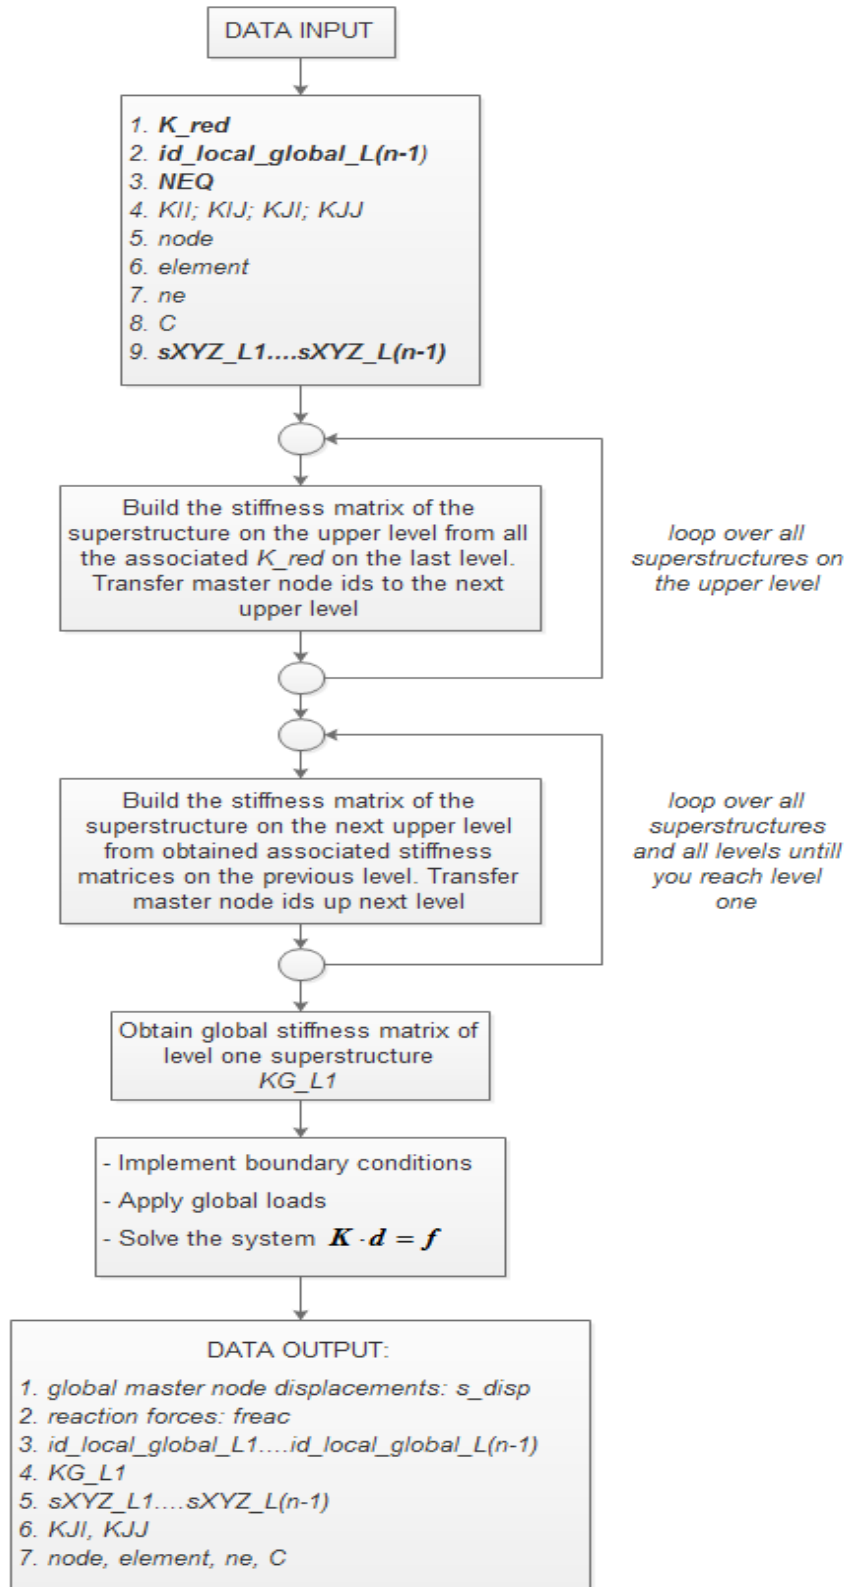 DATA INPUT
1. K_red
2. id_local_global_L(n-1)
3. NEQ
4. KII; KIJ; KJI; KJJ
5. node
6. element
7. ne
8. C
9. sXYZ_L1....sXYZ_L(n-1)
Build the stiffness matrix of the
superstructure on the upper level from all
the associated K_red on the last level.
Transfer master node ids to the next
upper level
loop over all
superstructures on
the upper level
Build the stiffness matrix of the
superstructure on the next upper level
from obtained associated stiffness
matrices on the previous level. Transfer
master node ids up next level
loop over all
superstructures
and all levels untill
you reach level
one
Obtain global stiffness matrix of
level one superstructure
KG_L1
- Implement boundary conditions
- Apply global loads
- Solve the system K · d = f
DATA OUTPUT:
1. global master node displacements: s_disp
2. reaction forces: freac
3. id_local_global_L1....id_local_global_L(n-1)
4. KG_L1
5. sXYZ_L1....sXYZ_L(n-1)
6. KJI, KJJ
7. node, element, ne, C